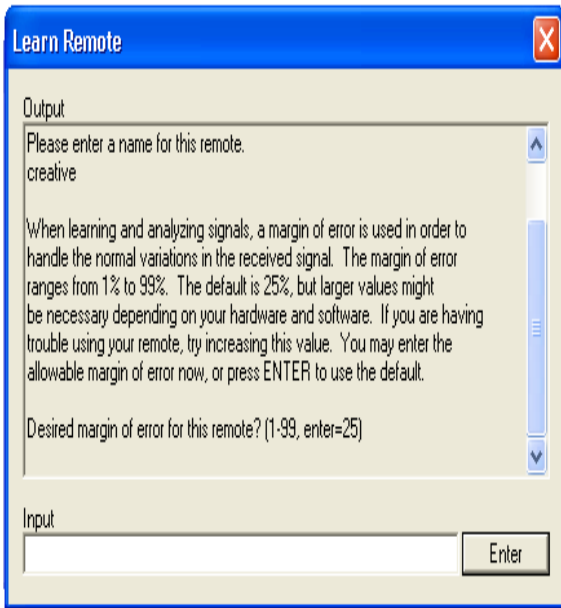 Learn Remote
Output
Please enter a name for this remote.
creative
When learning and analyzing signals, a margin of error is used in order to
handle the normal variations in the received signal.  The margin of error
ranges from 1% to 99%.  The default is 25%, but larger values might
be necessary depending on your hardware and software.  If you are having
trouble using your remote, try increasing this value.  You may enter the
allowable margin of error now, or press ENTER to use the default.
Desired margin of error for this remote? (1-99, enter=25)
Input
Enter